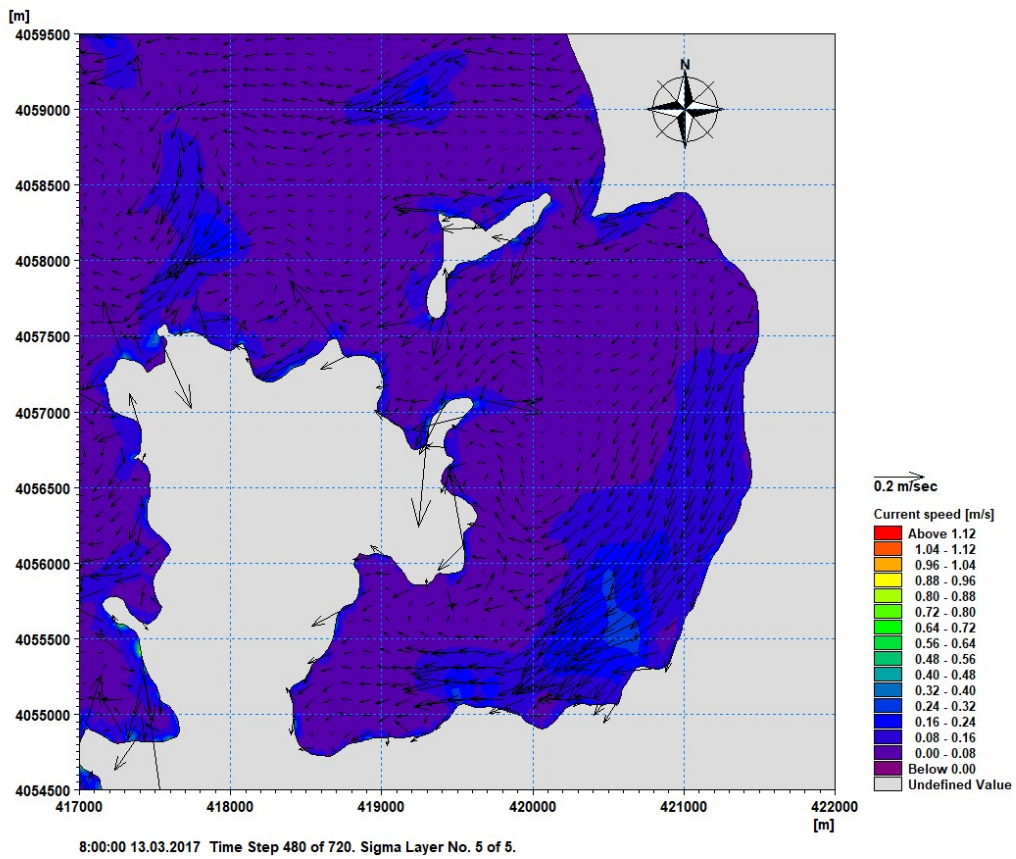 [m]
4059500
4059000
4058500
4058000
4057500
4057000
4056500
4056000
4055500
4055000
4054500
417000 418000 419000 420000 421000 422000
[m]
N
0.2 m/sec
Current speed [m/s]
Above 1.12
1.04 - 1.12
0.96 - 1.04
0.88 - 0.96
0.80 - 0.88
0.72 - 0.80
0.64 - 0.72
0.56 - 0.64
0.48 - 0.56
0.40 - 0.48
0.32 - 0.40
0.24 - 0.32
0.16 - 0.24
0.08 - 0.16
0.00 - 0.08
Below 0.00
Undefined Value
8:00:00 13.03.2017 Time Step 480 of 720. Sigma Layer No. 5 of 5.